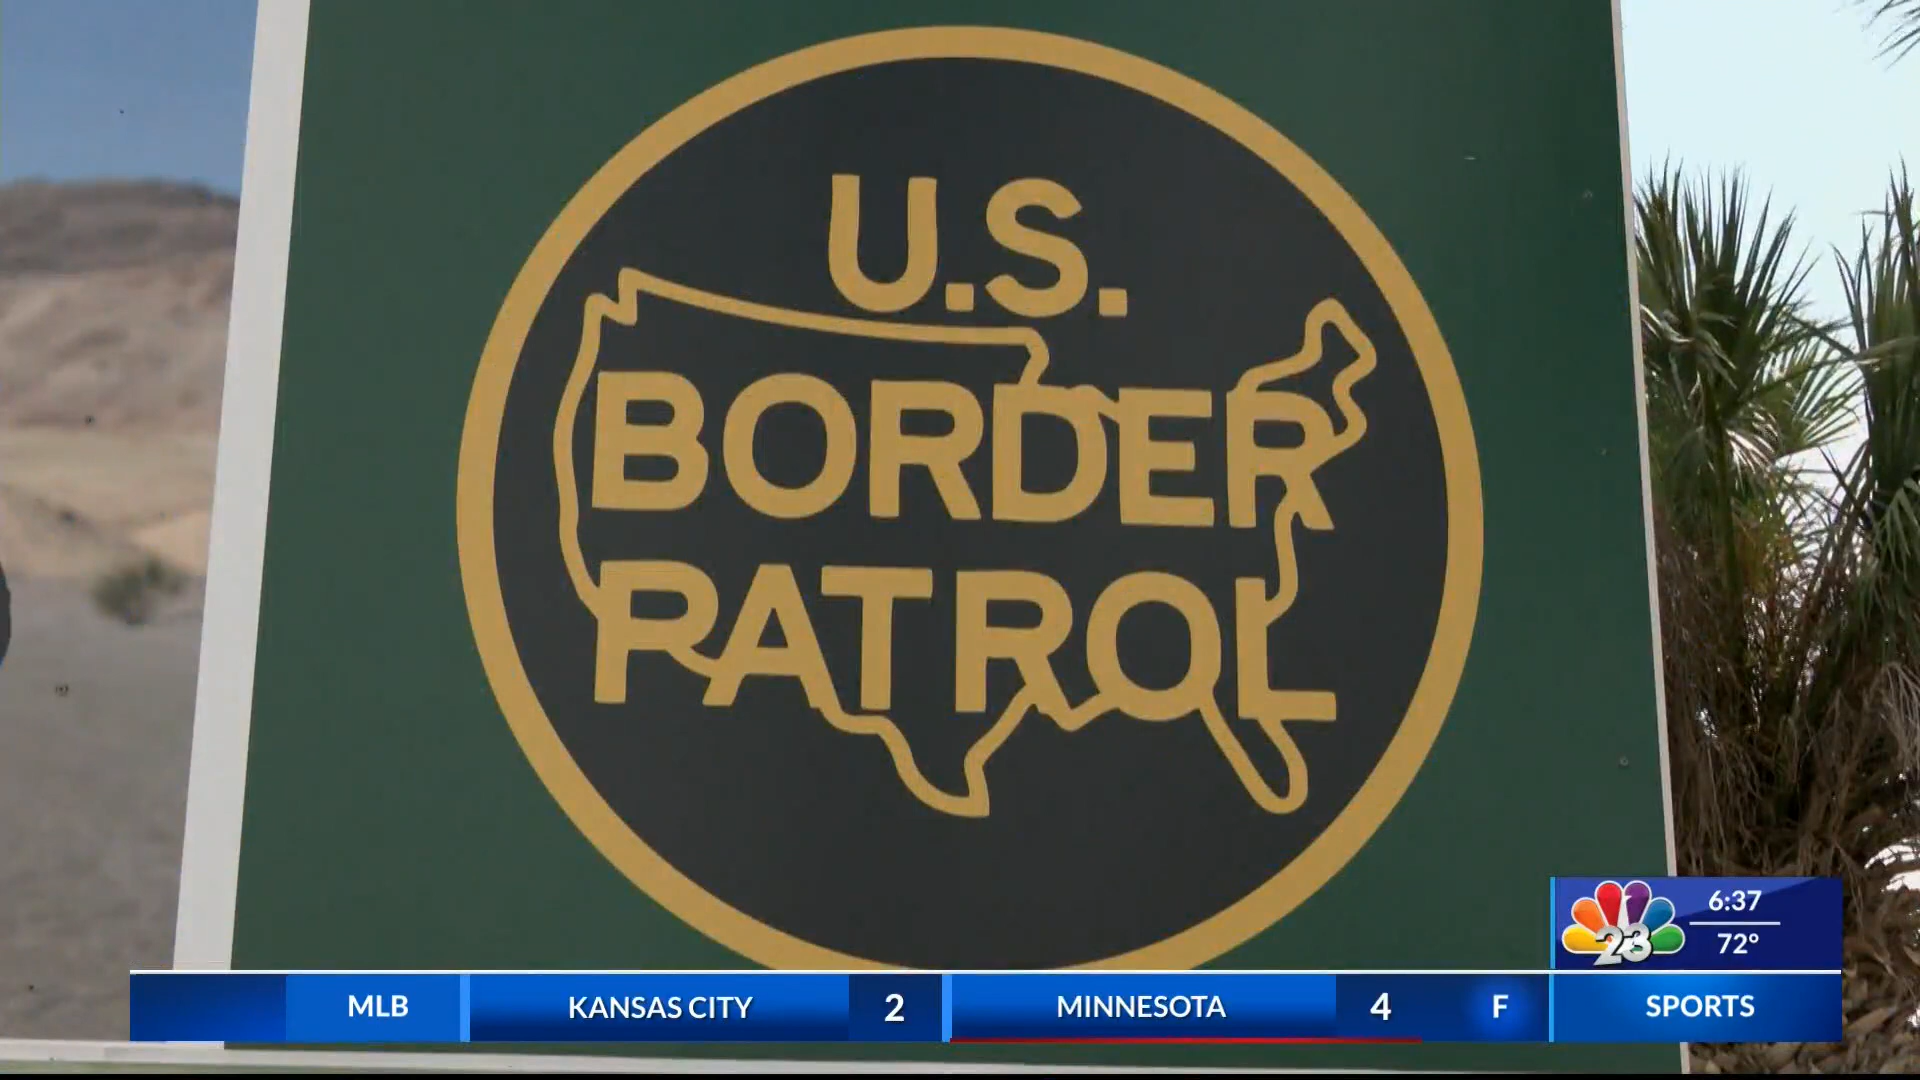 U.S.
BORDER
PATROL
23
6:37
72°
MLB KANSAS CITY 2 MINNESOTA 4 F SPORTS